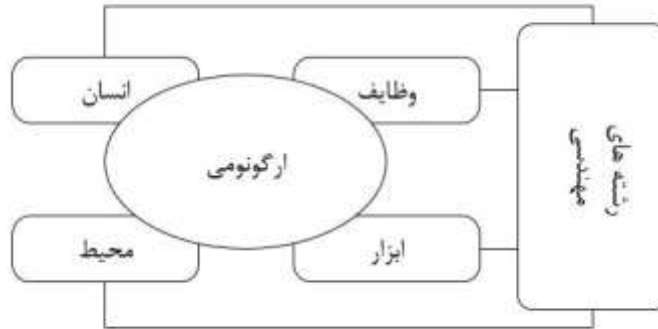 وظایف
انسان
رشته های
مهندسی
ارگونومی
ابزار
محیط